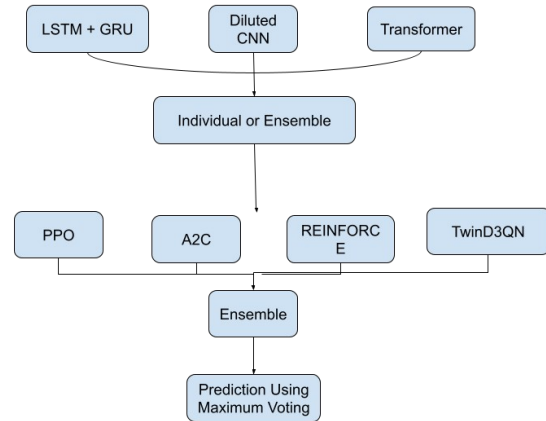 LSTM + GRU
Diluted
CNN
Transformer
Individual or Ensemble
PPO
A2C
REINFORC
E
TwinD3QN
Ensemble
Prediction Using
Maximum Voting